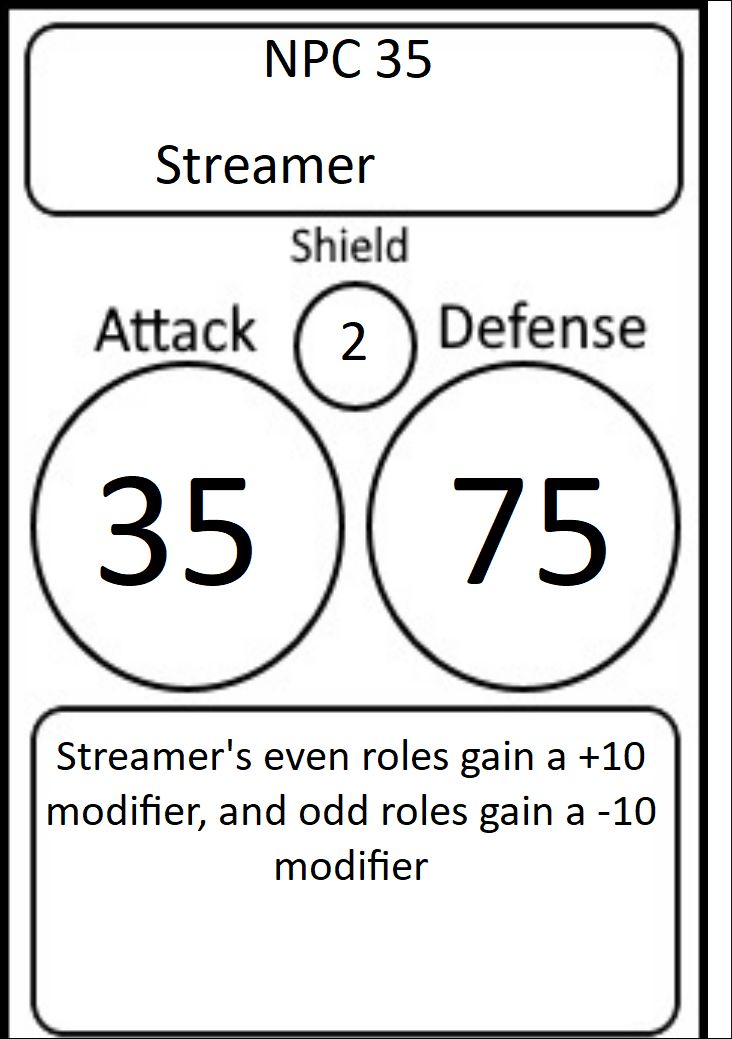 NPC 35
Streamer
Shield
Attack
2
Defense
35
75
Streamer's even roles gain a +10
modifier, and odd roles gain a -10
modifier